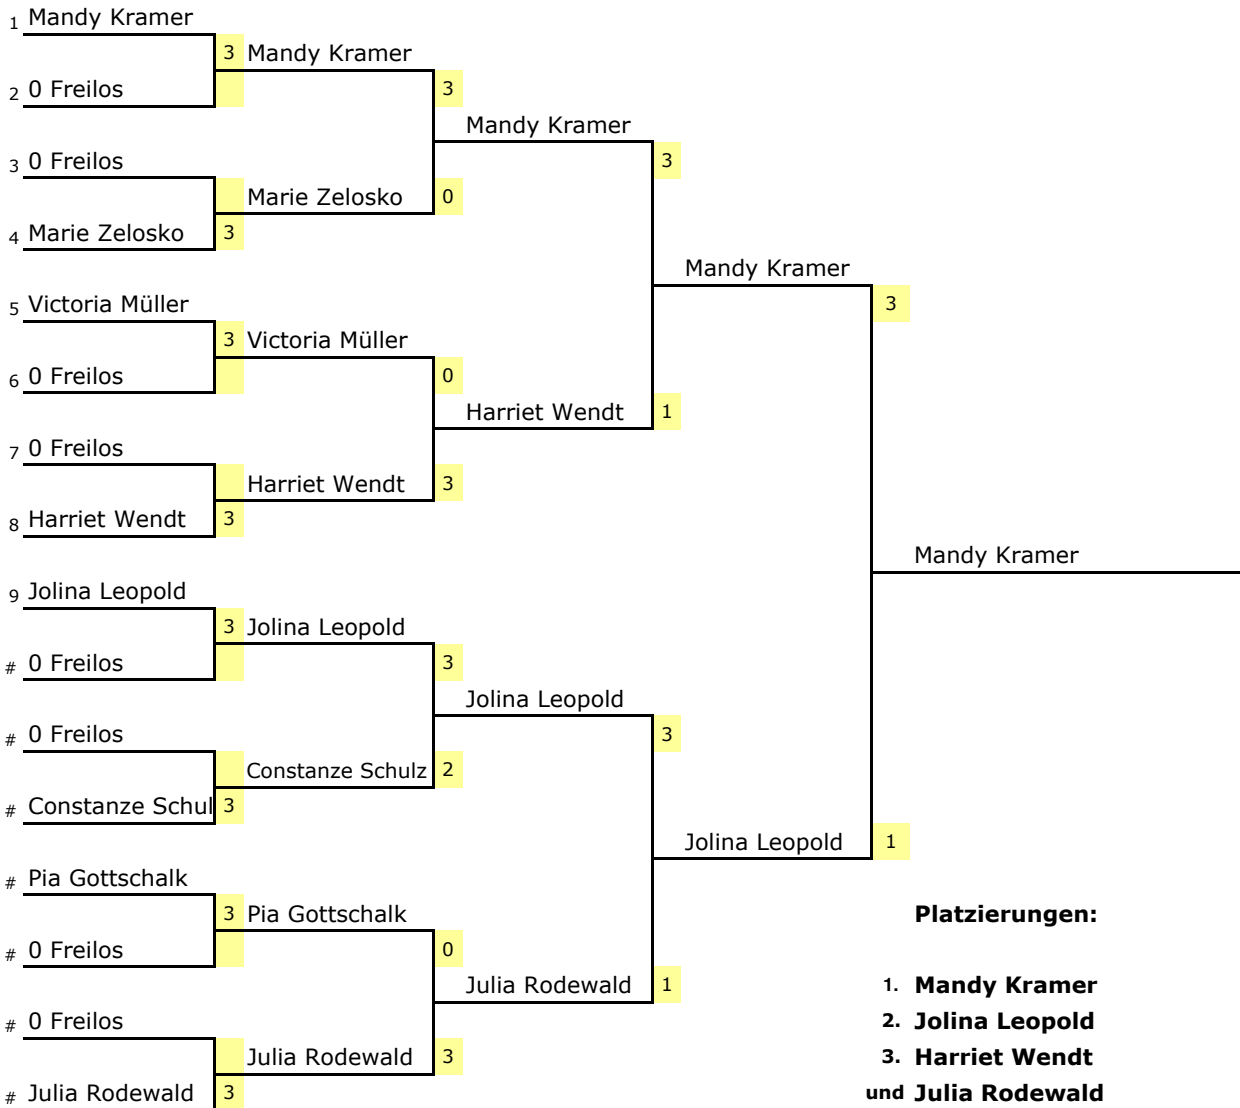 1 Mandy Kramer
3 Mandy Kramer
2 0 Freilos
3
Mandy Kramer
3 0 Freilos
3
Marie Zelosko 0
4 Marie Zelosko 3
Mandy Kramer
5 Victoria Müller
3
3 Victoria Müller
6 0 Freilos
0
Harriet Wendt 1
7 0 Freilos
Harriet Wendt 3
8 Harriet Wendt 3
Mandy Kramer
9 Jolina Leopold
3 Jolina Leopold
# 0 Freilos
3
Jolina Leopold
# 0 Freilos
3
Constanze Schulz 2
# Constanze Schul 3
Jolina Leopold 1
# Pia Gottschalk
3 Pia Gottschalk
Platzierungen:
# 0 Freilos
0
Julia Rodewald 1
1. Mandy Kramer
# 0 Freilos
2. Jolina Leopold
Julia Rodewald 3
3. Harriet Wendt
# Julia Rodewald 3
und Julia Rodewald